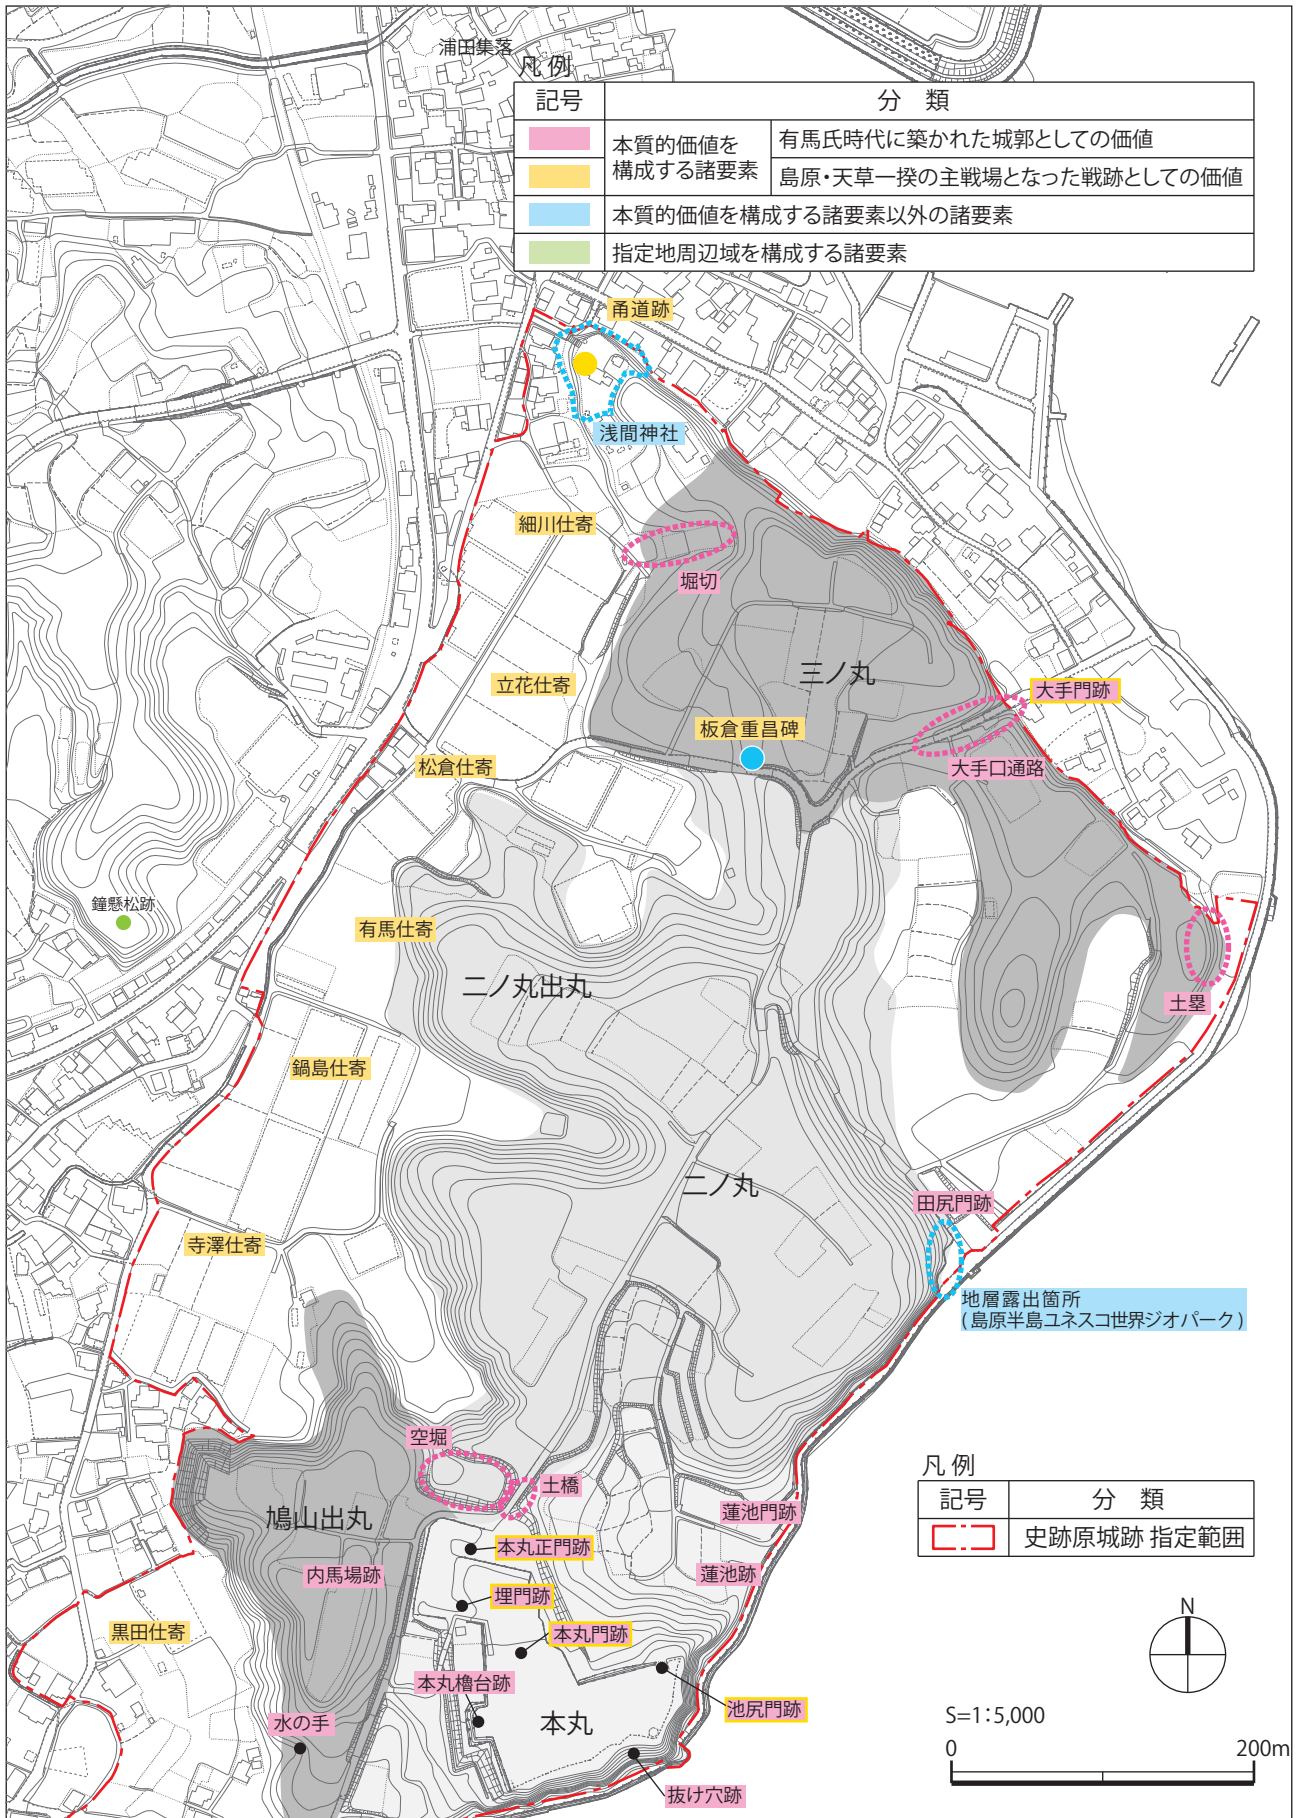 浦田集落
凡 例
記号
分 類
本質的価値を
構成する諸要素
有馬氏時代に築かれた城郭としての価値
島原・天草一揆の主戦場となった戦跡としての価値
本質的価値を構成する諸要素以外の諸要素
指定地周辺域を構成する諸要素
甬道跡
浅間神社
細川仕寄
堀切
三ノ丸
立花仕寄
大手門跡
板倉重昌碑
松倉仕寄
大手口通路
鐘懸松跡
有馬仕寄
二ノ丸出丸
土塁
鍋島仕寄
二ノ丸
田尻門跡
寺澤仕寄
地層露出箇所
(島原半島ユネスコ世界ジオパーク)
空堀
土橋
凡 例
記号
分 類
史跡原城跡 指定範囲
蓮池門跡
鳩山出丸
本丸正門跡
内馬場跡
蓮池跡
埋門跡
黒田仕寄
本丸門跡
本丸櫓台跡
池尻門跡
水の手
本丸
抜け穴跡
N
S=1:5,000
0
200m